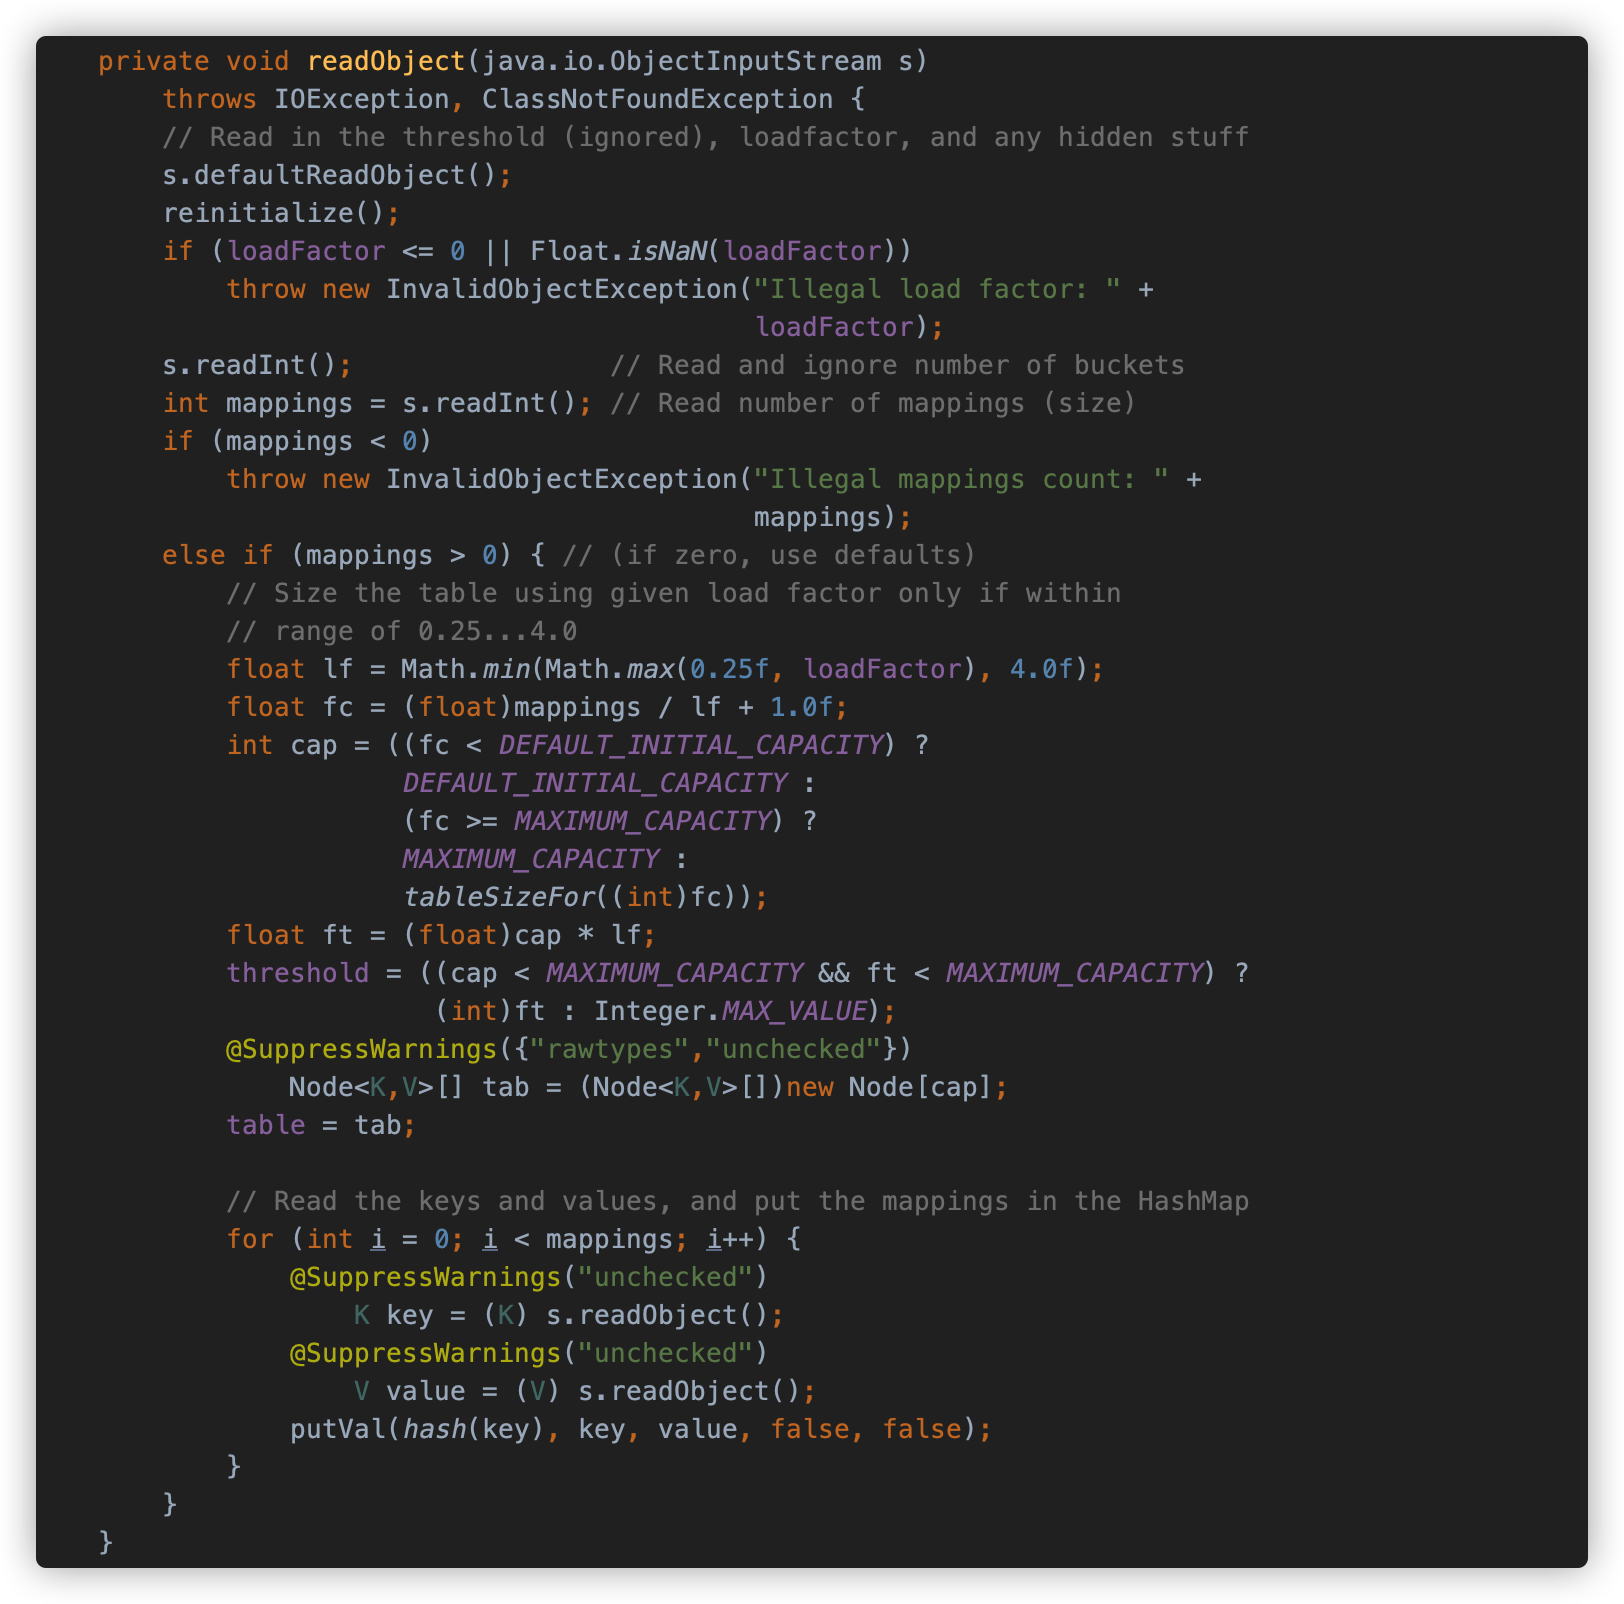 private void readObject(java.io.ObjectInputStream s)
    throws IOException, ClassNotFoundException {
    // Read in the threshold (ignored), loadfactor, and any hidden stuff
    s.defaultReadObject();
    reinitialize();
    if (loadFactor <= 0 || Float.isNaN(loadFactor))
        throw new InvalidObjectException("Illegal load factor: " +
                                         loadFactor);
    s.readInt();                // Read and ignore number of buckets
    int mappings = s.readInt(); // Read number of mappings (size)
    if (mappings < 0)
        throw new InvalidObjectException("Illegal mappings count: " +
                                         mappings);
    else if (mappings > 0) { // (if zero, use defaults)
        // Size the table using given load factor only if within
        // range of 0.25...4.0
        float lf = Math.min(Math.max(0.25f, loadFactor), 4.0f);
        float fc = (float)mappings / lf + 1.0f;
        int cap = ((fc < DEFAULT_INITIAL_CAPACITY) ?
                   DEFAULT_INITIAL_CAPACITY :
                   (fc >= MAXIMUM_CAPACITY) ?
                   MAXIMUM_CAPACITY :
                   tableSizeFor((int)fc));
        float ft = (float)cap * lf;
        threshold = ((cap < MAXIMUM_CAPACITY && ft < MAXIMUM_CAPACITY) ?
                     (int)ft : Integer.MAX_VALUE);
        @SuppressWarnings({"rawtypes","unchecked"})
            Node<K,V>[] tab = (Node<K,V>[])new Node[cap];
        table = tab;

        // Read the keys and values, and put the mappings in the HashMap
        for (int i = 0; i < mappings; i++) {
            @SuppressWarnings("unchecked")
                K key = (K) s.readObject();
            @SuppressWarnings("unchecked")
                V value = (V) s.readObject();
            putVal(hash(key), key, value, false, false);
        }
    }
}